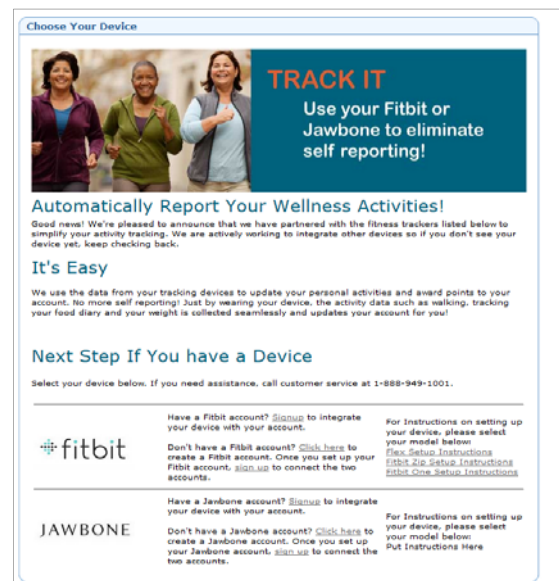 Choose Your Device
TRACK IT
Use your Fitbit or
Jawbone to eliminate
self reporting!
Automatically Report Your Wellness Activities!
Good news! We're pleased to announce that we have partnered with the fitness trackers listed below to
simplify your activity tracking. We are actively working to integrate other devices so if you don't see your
device yet, keep checking back.
It's Easy
We use the data from your tracking devices to update your personal activities and award points to your
account. No more self reporting! Just by wearing your device, the activity data such as walking, tracking
your food diary and your weight is collected seamlessly and updates your account for you!
Next Step If You have a Device
Select your device below. If you need assistance, call customer service at 1-888-949-1001.
fitbit
Have a Fitbit account? Signup to integrate
your device with your account.
Don't have a Fitbit account? Click here to
create a Fitbit account. Once you set up your
Fitbit account, sign up to connect the two
accounts.
For Instructions on setting up
your device, please select
your model below:
Flex Setup Instructions
Fitbit Zip Setup Instructions
Fitbit One Setup Instructions
JAWBONE
Have a Jawbone account? Signup to integrate
your device with your account.
Don't have a Jawbone account? Click here to
create a Jawbone account. Once you set up
your Jawbone account, sign up to connect the
two accounts.
For Instructions on setting up
your device, please select
your model below:
Put Instructions Here